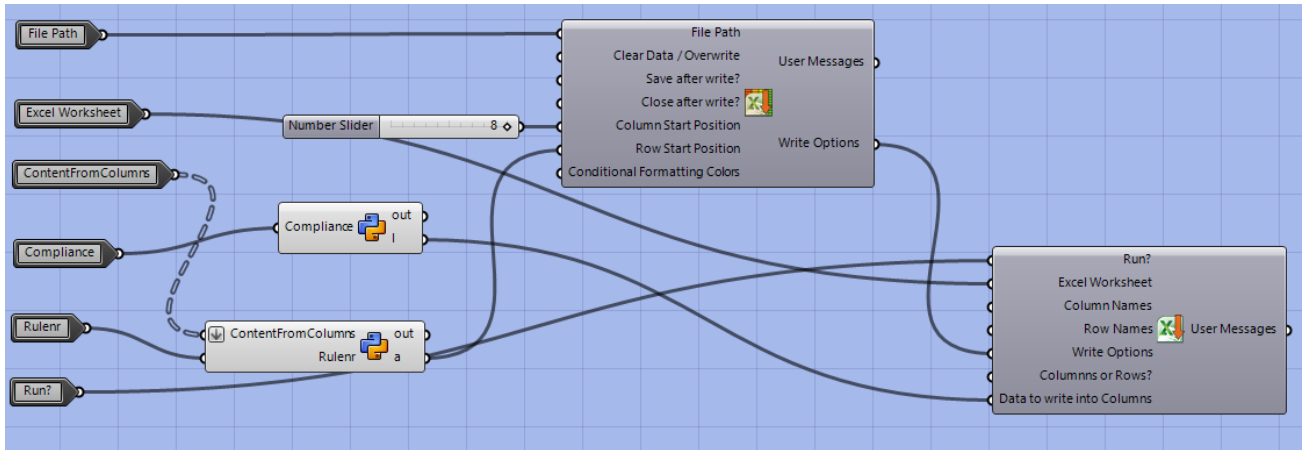 File Path
Excel Worksheet
ContentFromColumns
Compliance
Rulenr
Run?
Number Slider 8
Compliance out
l
ContentFromColumns out
Rulenr a
File Path
Clear Data / Overwrite
Save after write?
Close after write?
Column Start Position
Row Start Position
Conditional Formatting Colors
User Messages
Write Options
Run?
Excel Worksheet
Column Names
Row Names
Write Options
Columnns or Rows?
Data to write into Columns
User Messages